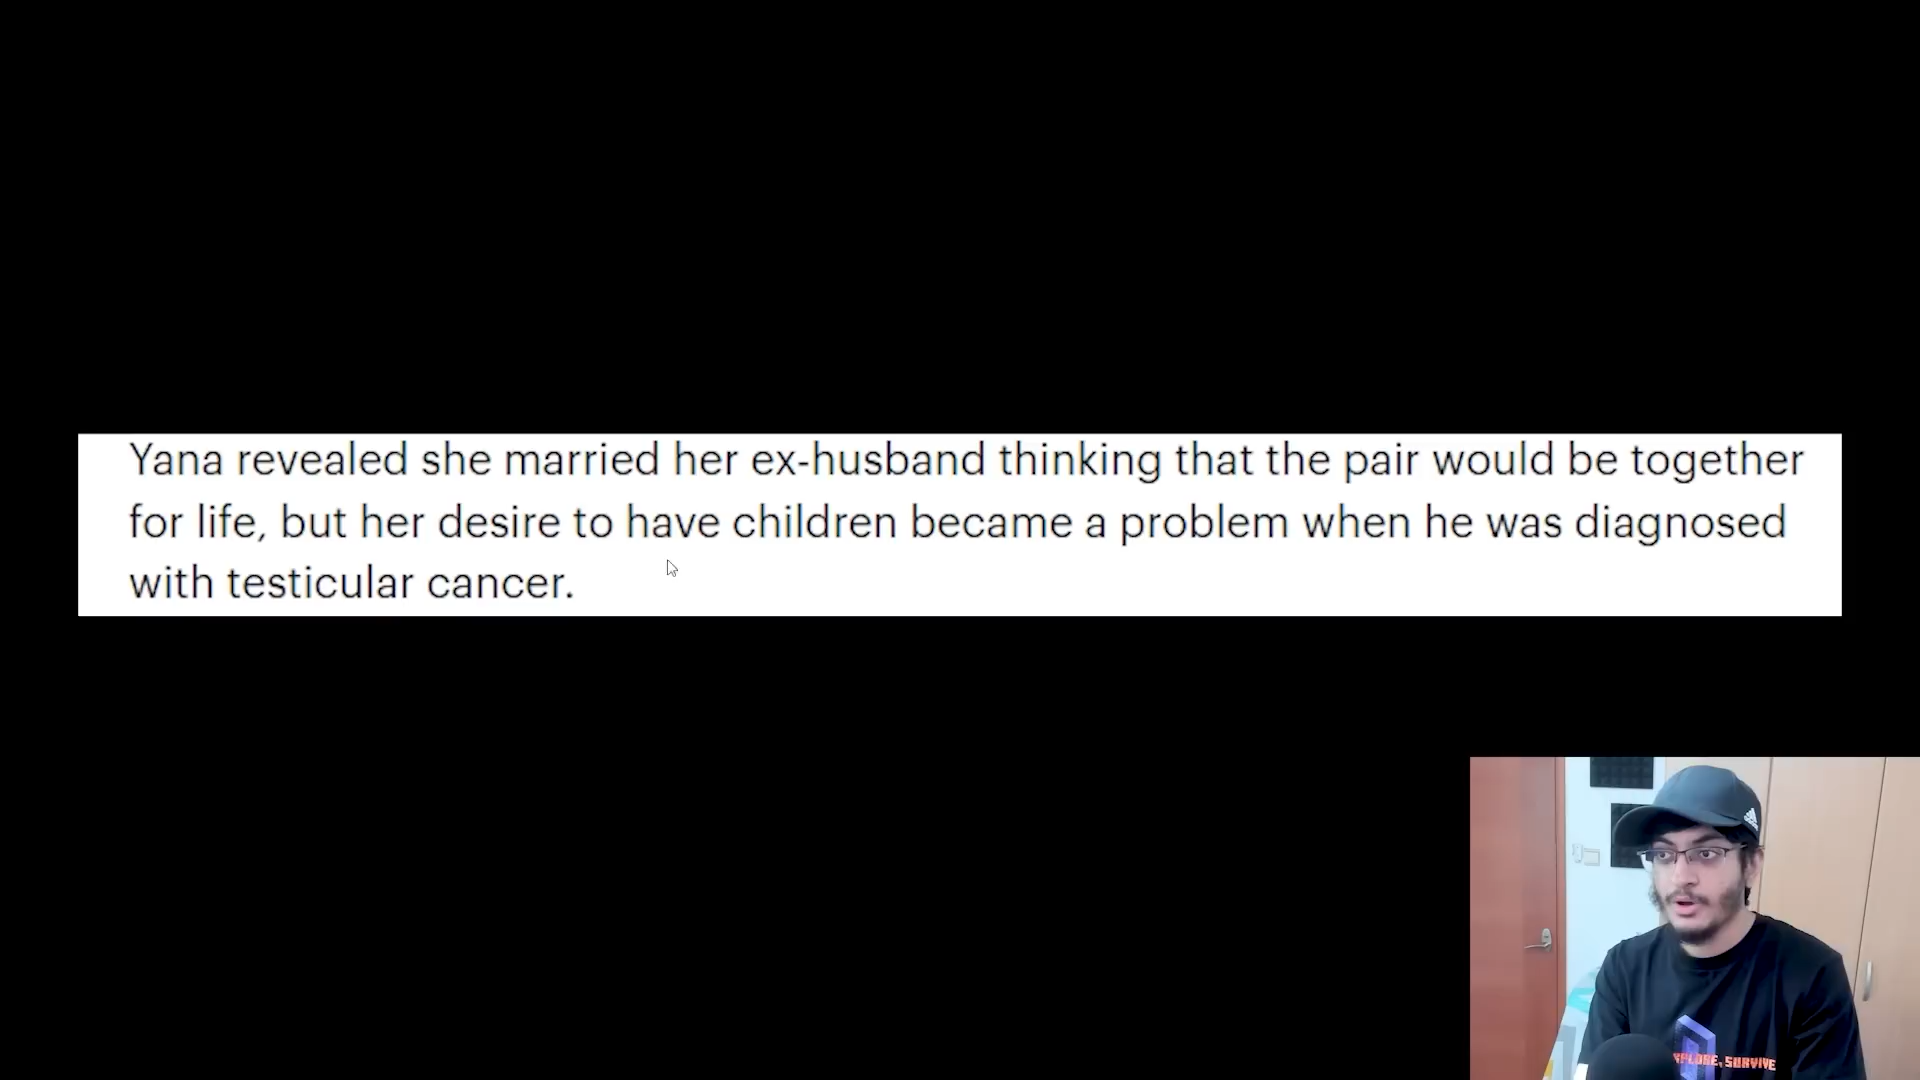 Yana revealed she married her ex-husband thinking that the pair would be together
for life, but her desire to have children became a problem when he was diagnosed
with testicular cancer.
SURVIVE